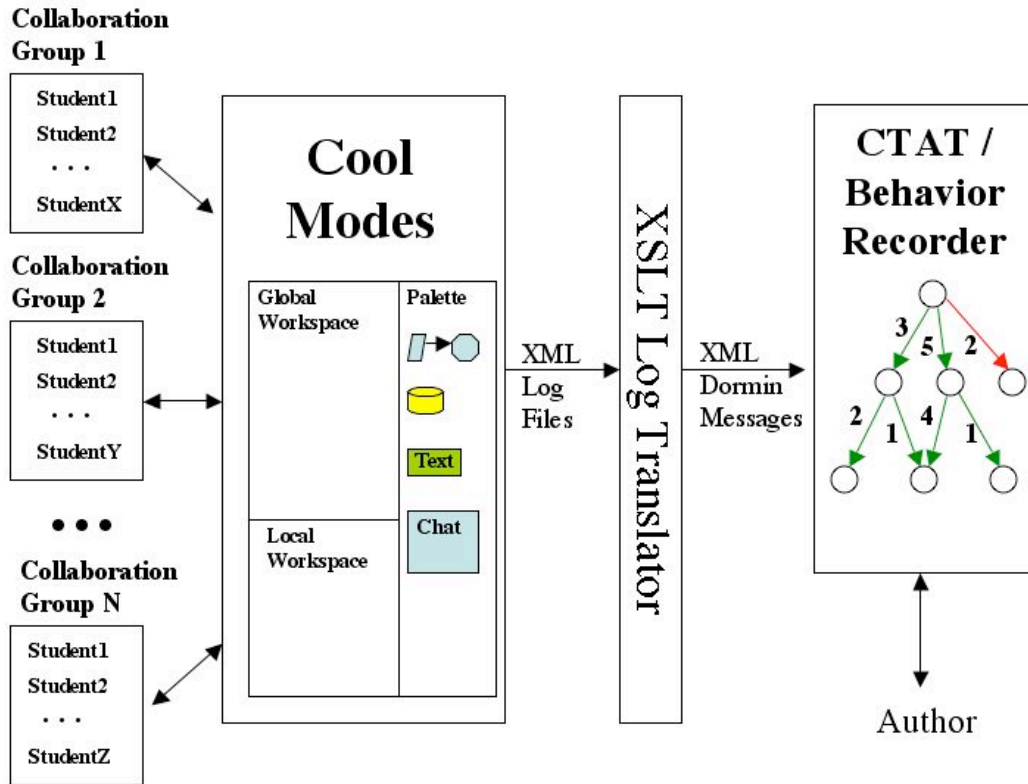 Collaboration
Group 1
Student1
Student2
. . .
StudentX
Collaboration
Group 2
Student1
Student2
. . .
StudentY
• • •
Collaboration
Group N
Student1
Student2
. . .
StudentZ
Cool
Modes
Global
Workspace
Palette
Text
Chat
Local
Workspace
XML
Log
Files
XSLT Log Translator
XML
Dormin
Messages
CTAT /
Behavior
Recorder
3
5
2
2
1
4
1
Author